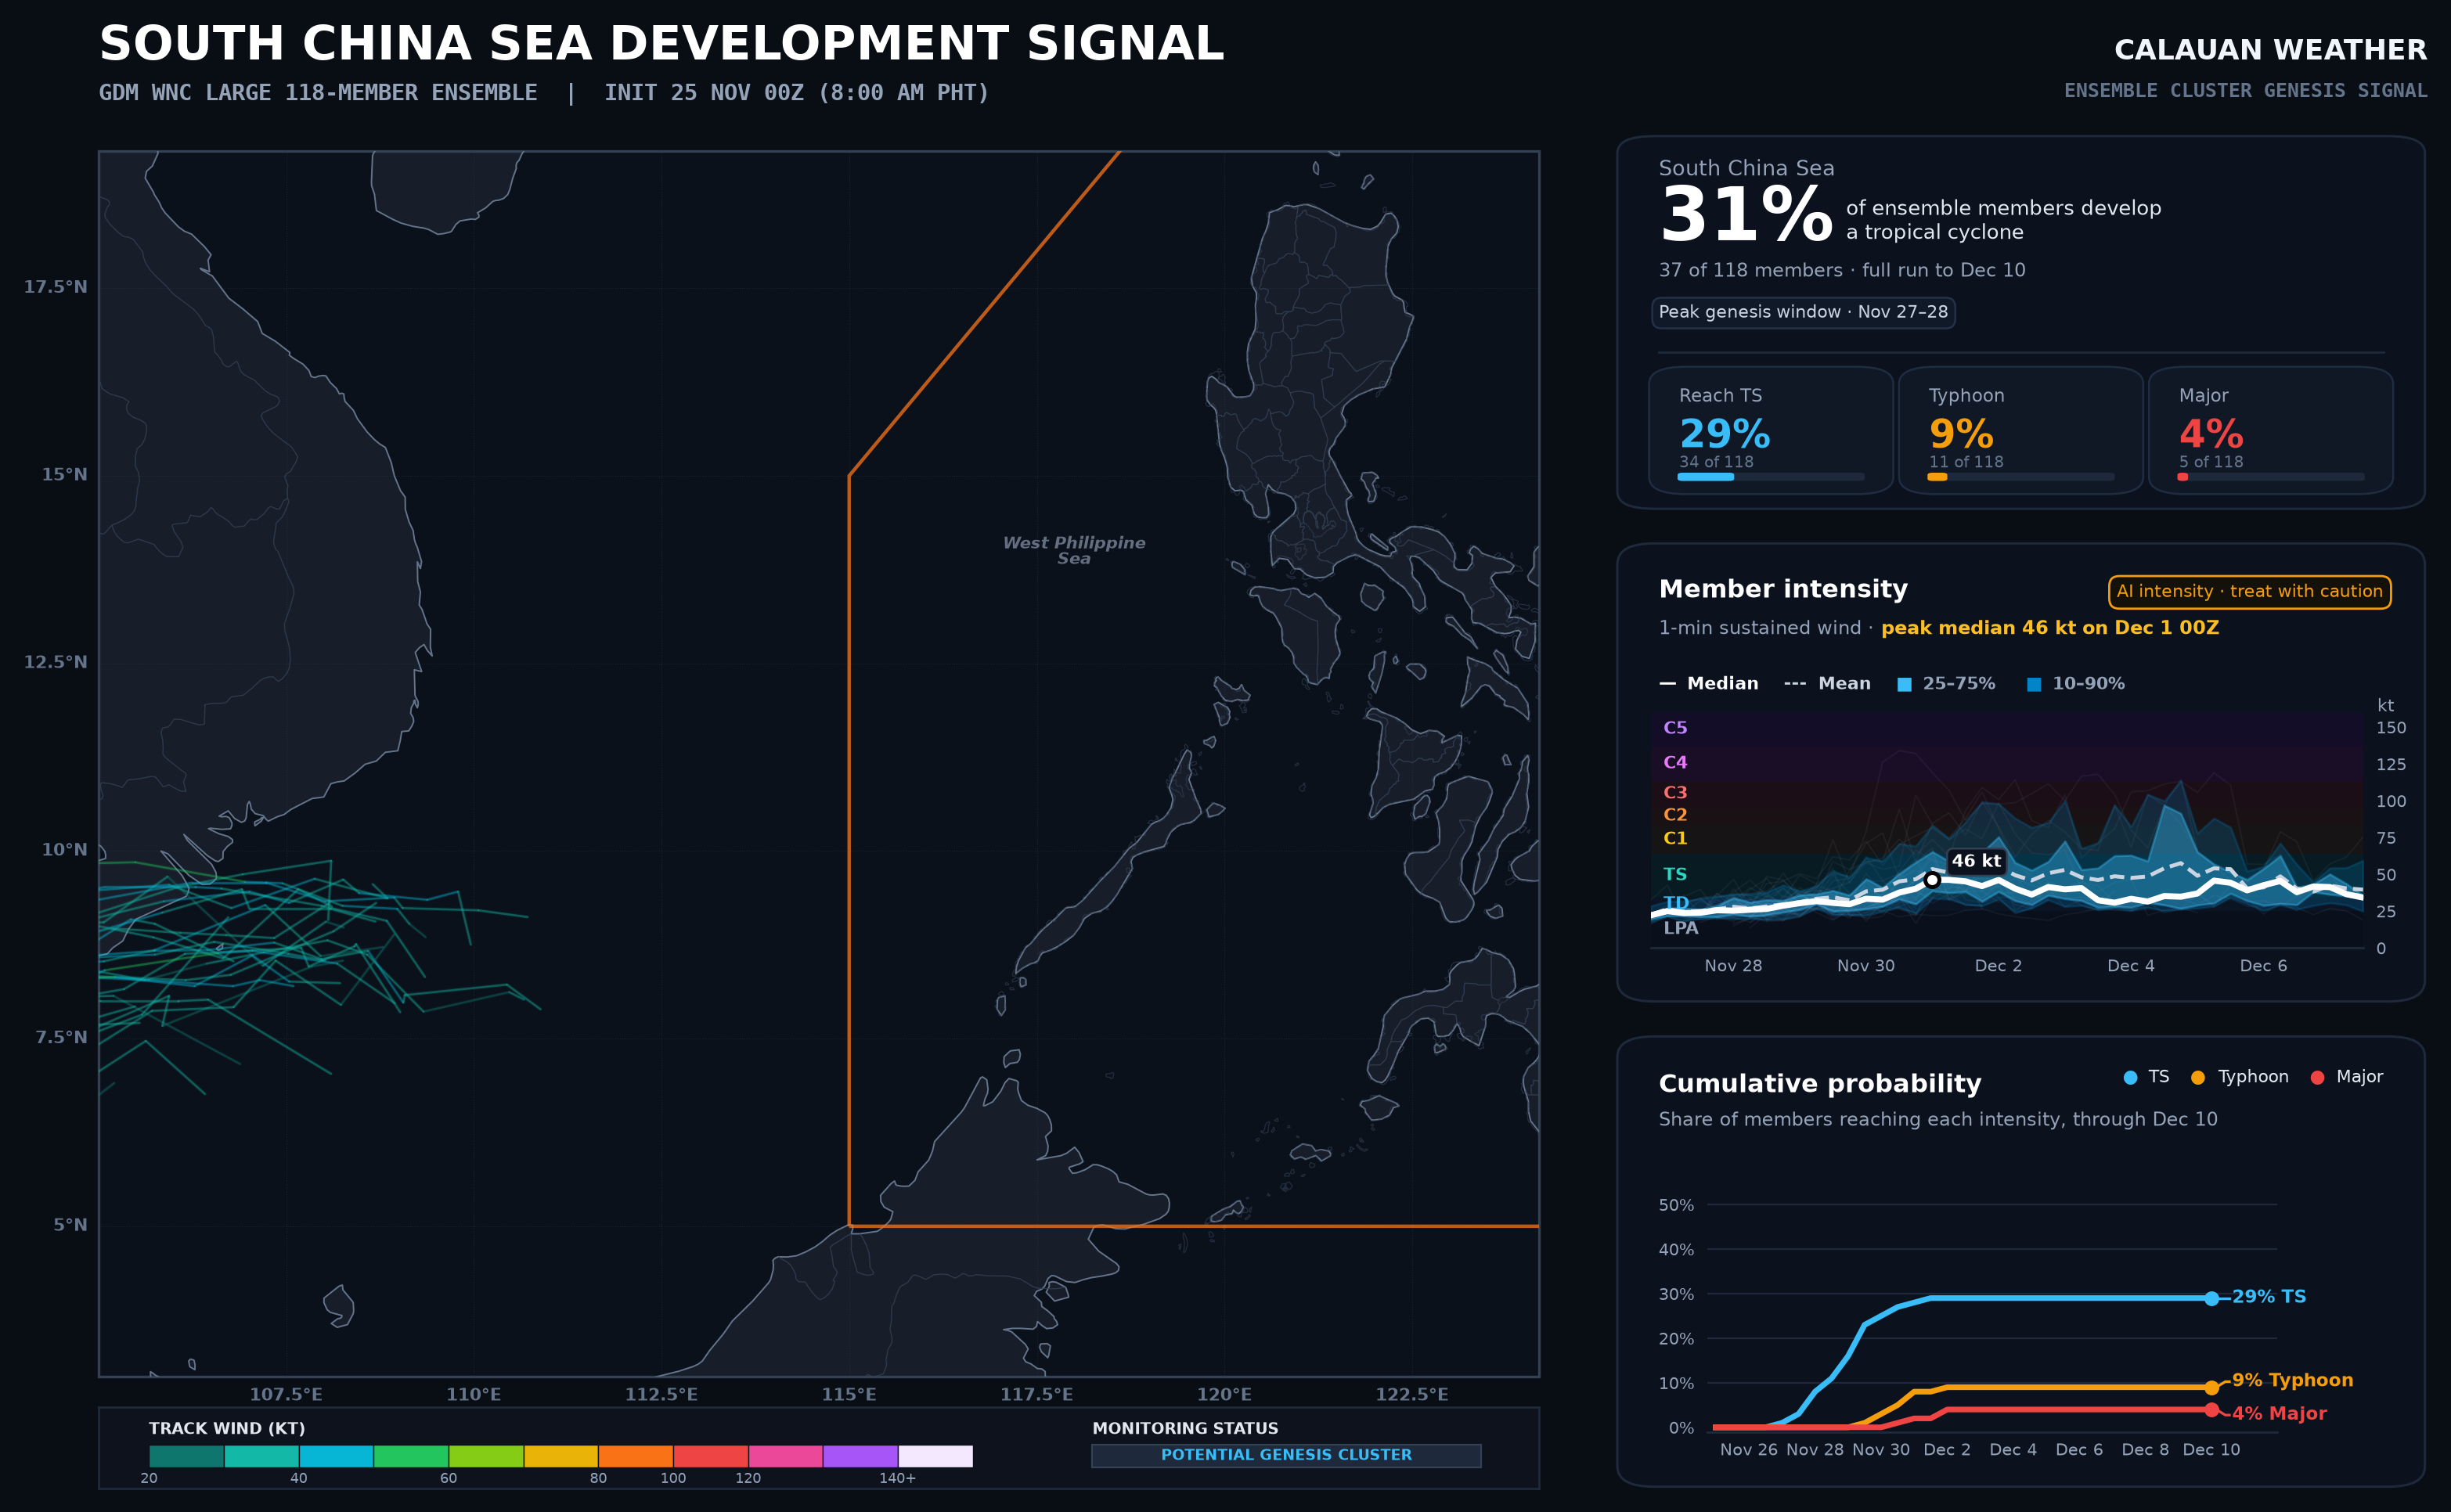 SOUTH CHINA SEA DEVELOPMENT SIGNAL
GDM WNC LARGE 118-MEMBER ENSEMBLE | INIT 25 NOV 00Z (8:00 AM PHT)
CALAUAN WEATHER
ENSEMBLE CLUSTER GENESIS SIGNAL
17.5°N
15°N
12.5°N
10°N
7.5°N
5°N
West Philippine
Sea
107.5°E
110°E
112.5°E
115°E
117.5°E
120°E
122.5°E
TRACK WIND (KT)
20
40
60
80
100
120
140+
MONITORING STATUS
POTENTIAL GENESIS CLUSTER
South China Sea
31% of ensemble members develop
a tropical cyclone
37 of 118 members · full run to Dec 10
Peak genesis window · Nov 27–28
Reach TS
29%
34 of 118
Typhoon
9%
11 of 118
Major
4%
5 of 118
Member intensity
AI intensity · treat with caution
1-min sustained wind · peak median 46 kt on Dec 1 00Z
Median
Mean
25–75%
10–90%
kt
C5
C4
C3
C2
C1
TS
TD
LPA
46 kt
150
125
100
75
50
25
0
Nov 28
Nov 30
Dec 2
Dec 4
Dec 6
Cumulative probability
TS
Typhoon
Major
Share of members reaching each intensity, through Dec 10
50%
40%
30%
20%
10%
0%
29% TS
9% Typhoon
4% Major
Nov 26
Nov 28
Nov 30
Dec 2
Dec 4
Dec 6
Dec 8
Dec 10